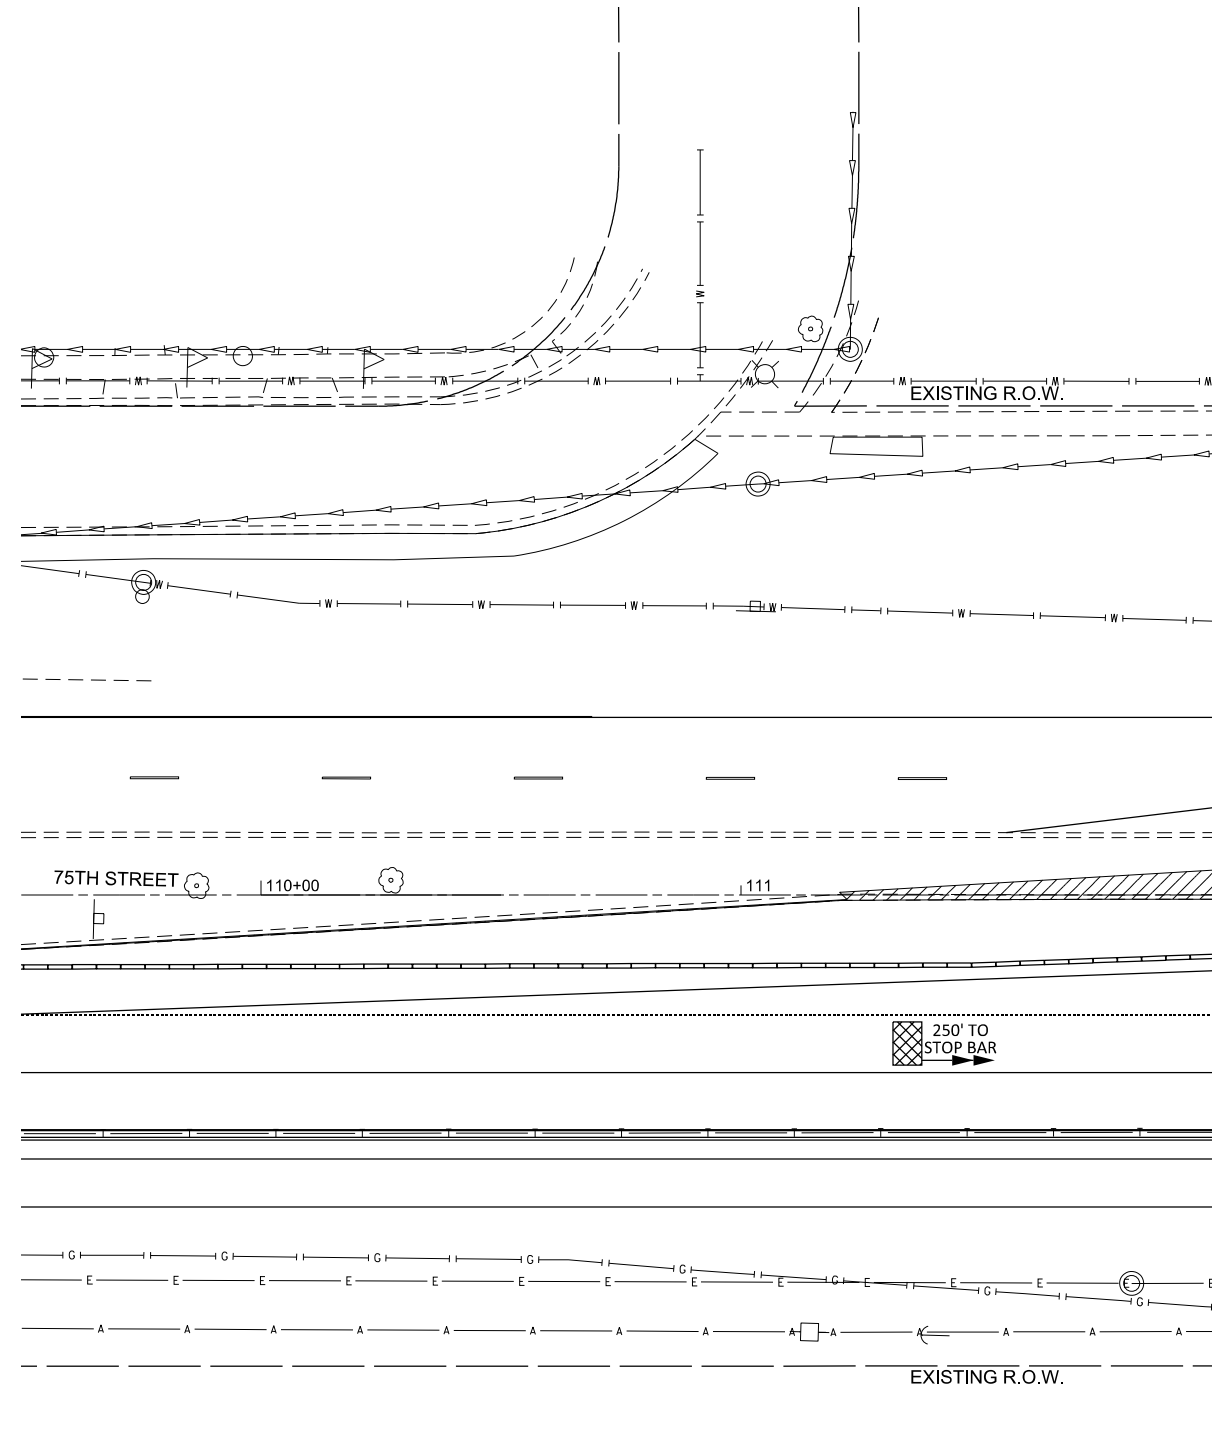 W
W W W W W W W
EXISTING R.O.W.
W W W W W W W
75TH STREET
110+00
111
250' TO
STOP BAR
G G G G G G G G
E E E E E E E E E E E E E E
A A A A A A A A A A A A A A
EXISTING R.O.W.